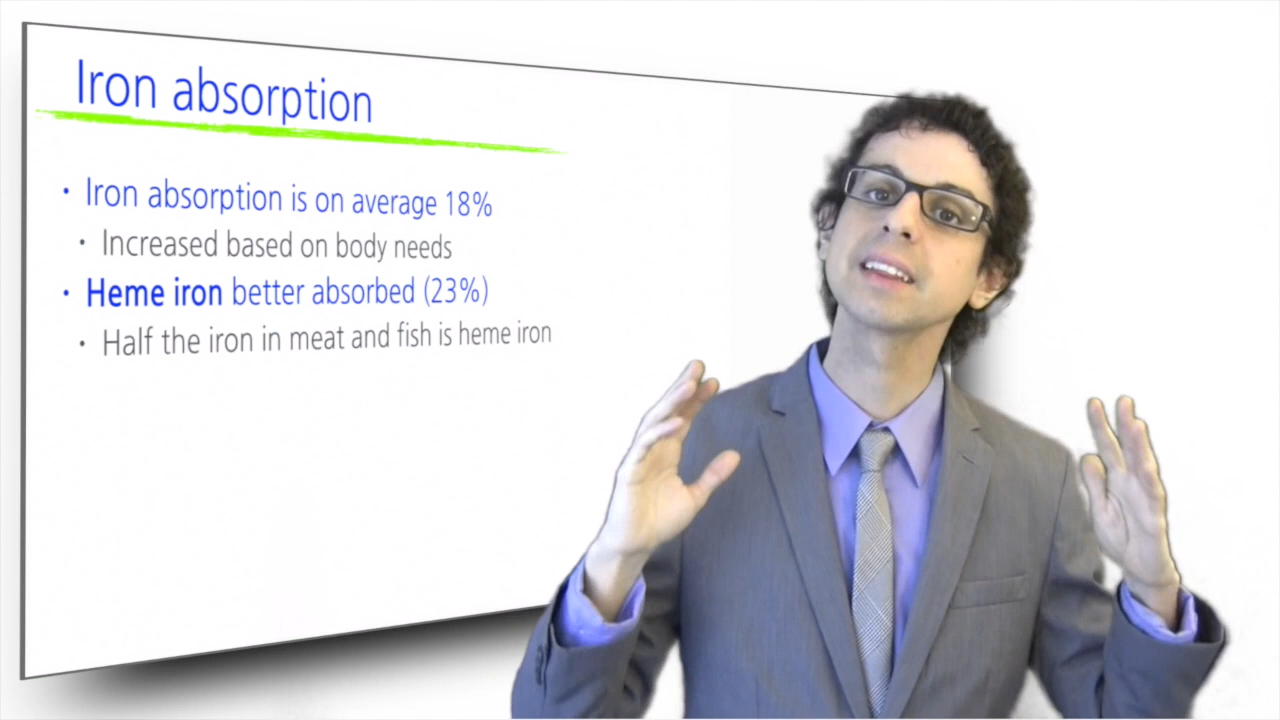 Iron absorption
• Iron absorption is on average 18%
• Increased based on body needs
• Heme iron better absorbed (23%)
• Half the iron in meat and fish is heme iron